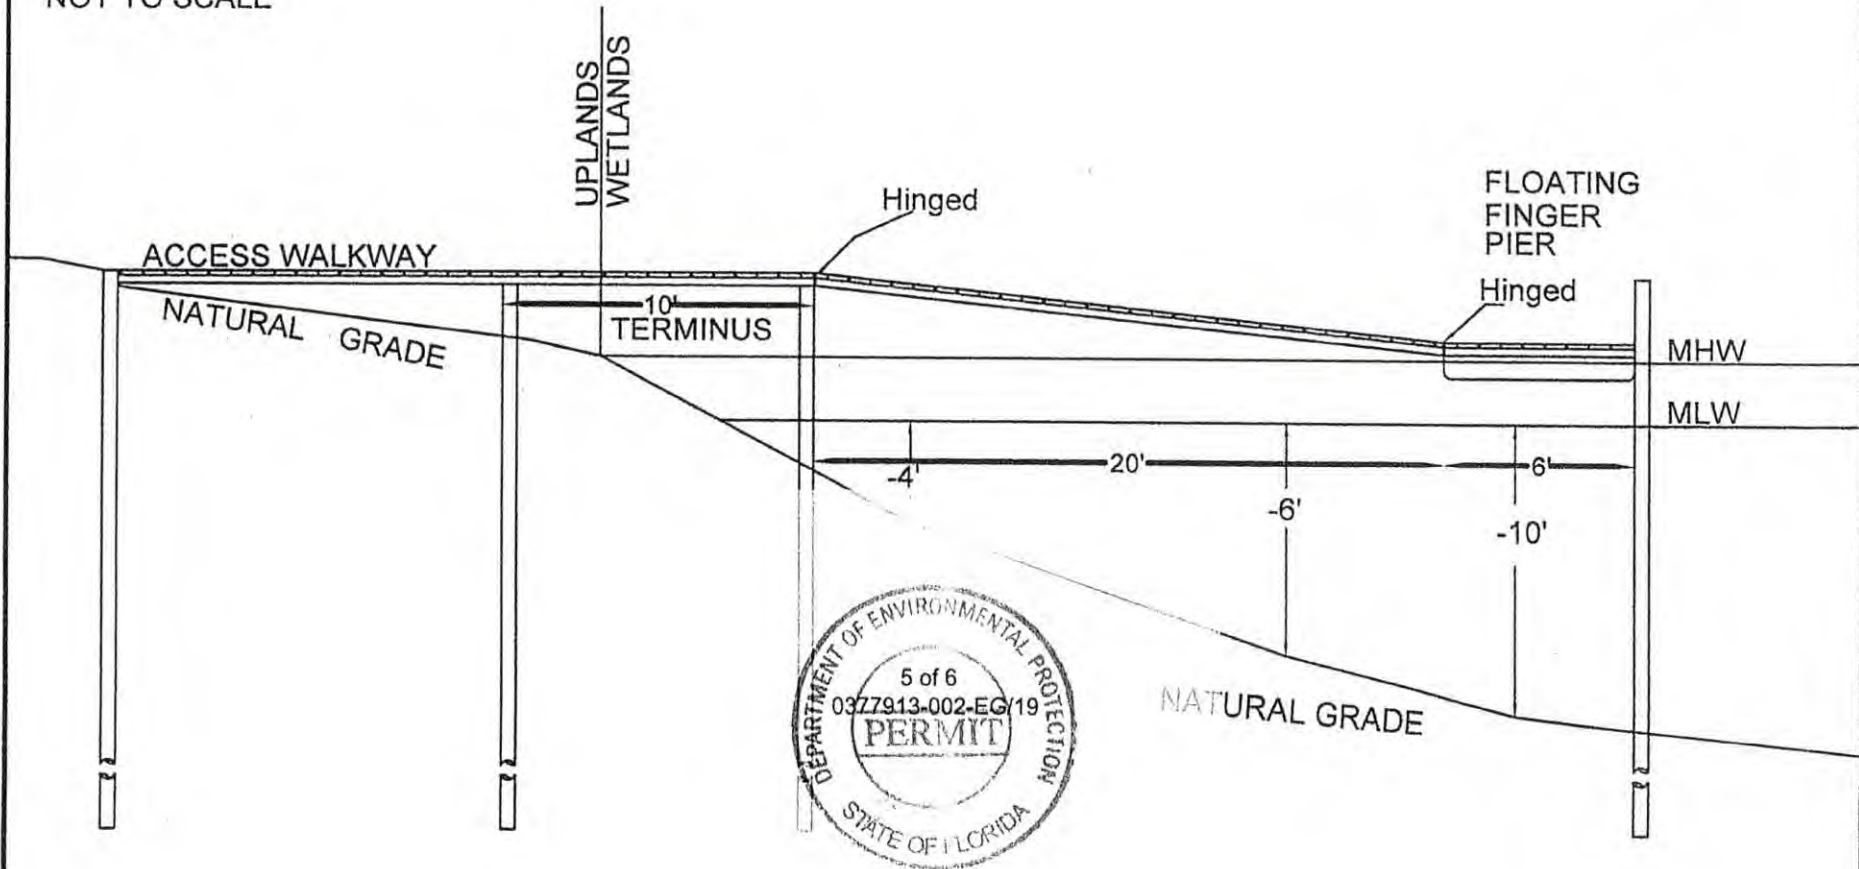 NOT TO SCALE
UPLANDS
WETLANDS
Hinged
FLOATING
FINGER
PIER
Hinged
ACCESS WALKWAY
10'
TERMINUS
NATURAL GRADE
MHW
MLW
-4'
20'
6'
-6'
-10'
NATURAL GRADE
DEPARTMENT OF ENVIRONMENTAL PROTECTION
5 of 6
0377913-002-EG/19
PERMIT
STATE OF FLORIDA